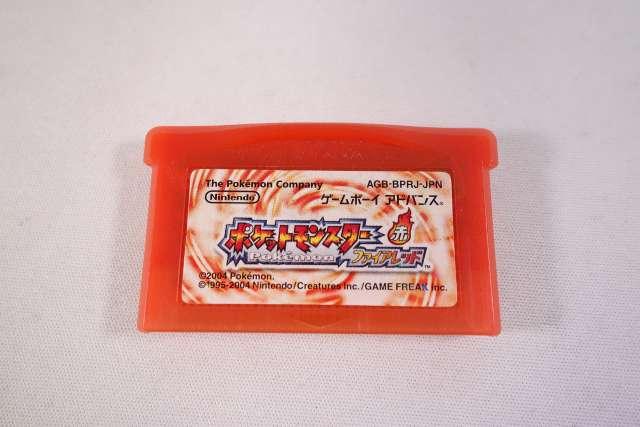 The Pokémon Company AGB-BPRJ-JPN
Nintendo ゲームボーイ アドバンス®
ポケットモンスター 赤
Pokémon ファイアレッド™
©2004 Pokémon.
©1995-2004 Nintendo/Creatures Inc./GAME FREAK inc.